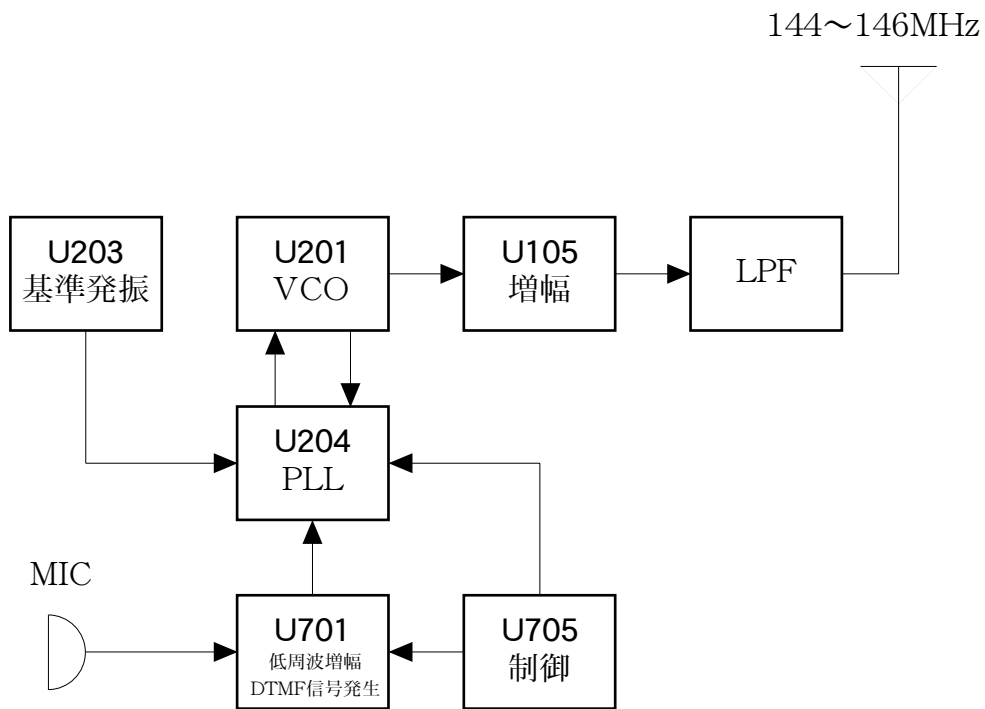 144～146MHz
U203
基準発振
U201
VCO
U105
増幅
LPF
U204
PLL
MIC
U701
低周波増幅
DTMF信号発生
U705
制御